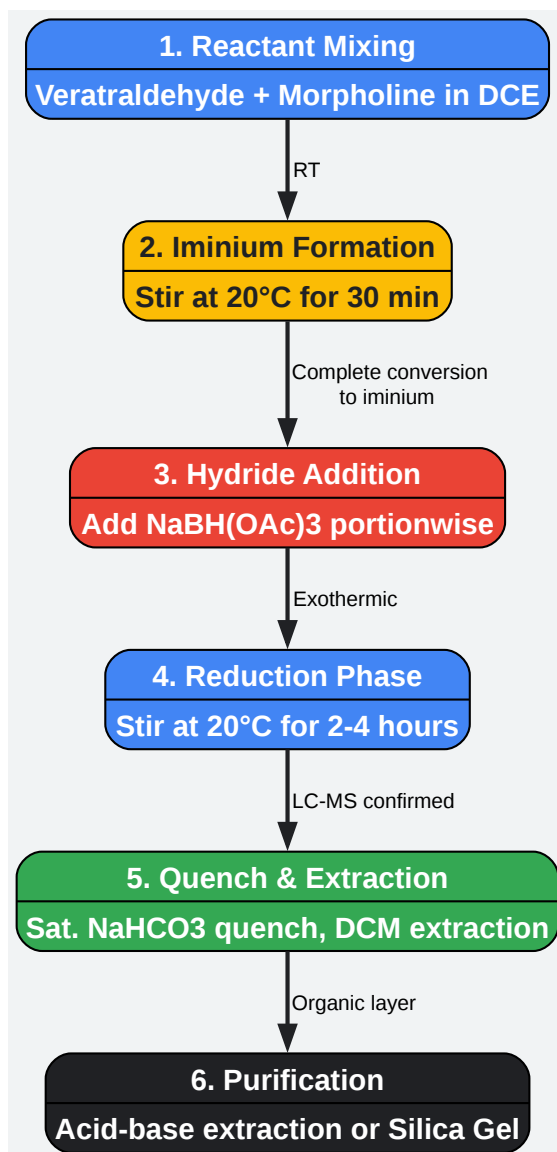 1. Reactant Mixing
Veratraldehyde + Morpholine in DCE
RT
2. Iminium Formation
Stir at 20°C for 30 min
Complete conversion
to iminium
3. Hydride Addition
Add NaBH(OAc)3 portionwise
Exothermic
4. Reduction Phase
Stir at 20°C for 2-4 hours
LC-MS confirmed
5. Quench & Extraction
Sat. NaHCO3 quench, DCM extraction
Organic layer
6. Purification
Acid-base extraction or Silica Gel